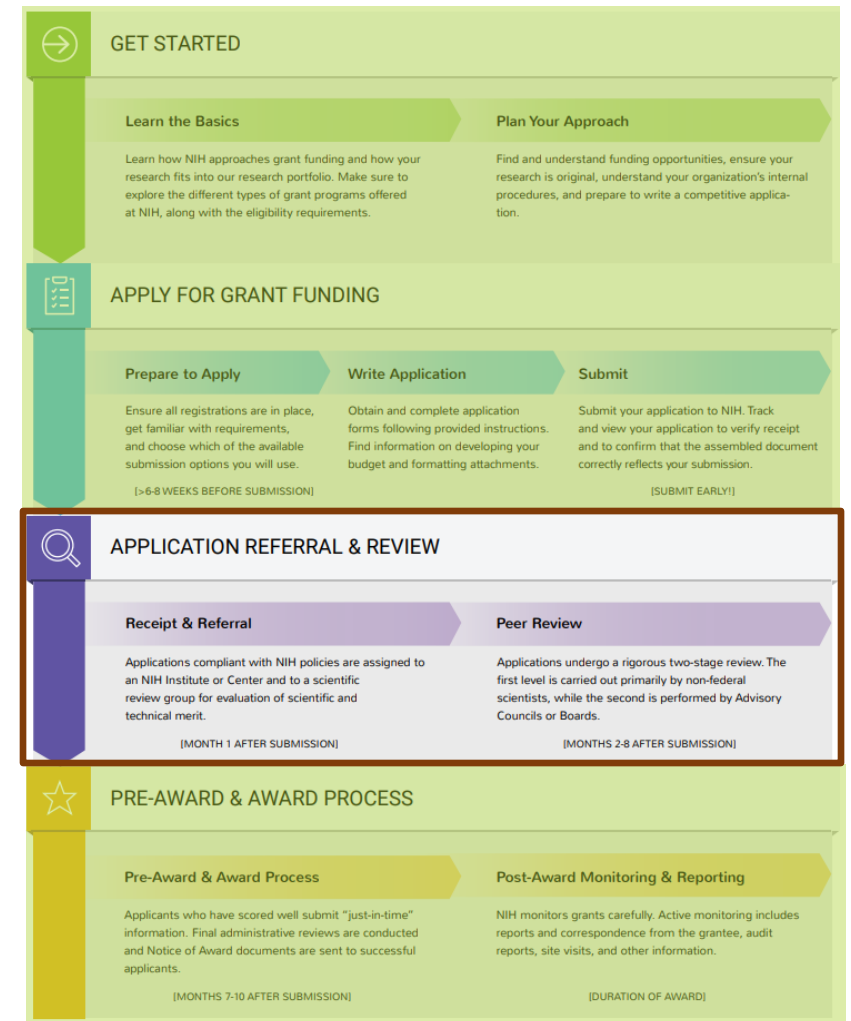 GET STARTED
Learn the Basics
Learn how NIH approaches grant funding and how your
research fits into our research portfolio. Make sure to
explore the different types of grant programs offered
at NIH, along with the eligibility requirements.
Plan Your Approach
Find and understand funding opportunities, ensure your
research is original, understand your organization's internal
procedures, and prepare to write a competitive applica-
tion.
APPLY FOR GRANT FUNDING
Prepare to Apply
Ensure all registrations are in place,
get familiar with requirements,
and choose which of the available
submission options you will use.
[>6-8 WEEKS BEFORE SUBMISSION]
Write Application
Obtain and complete application
forms following provided instructions.
Find information on developing your
budget and formatting attachments.
Submit
Submit your application to NIH. Track
and view your application to verify receipt
and to confirm that the assembled document
correctly reflects your submission.
[SUBMIT EARLY!]
APPLICATION REFERRAL & REVIEW
Receipt & Referral
Applications compliant with NIH policies are assigned to
an NIH Institute or Center and to a scientific
review group for evaluation of scientific and
technical merit.
[MONTH 1 AFTER SUBMISSION]
Peer Review
Applications undergo a rigorous two-stage review. The
first level is carried out primarily by non-federal
scientists, while the second is performed by Advisory
Councils or Boards.
[MONTHS 2-8 AFTER SUBMISSION]
PRE-AWARD & AWARD PROCESS
Pre-Award & Award Process
Applicants who have scored well submit "just-in-time"
information. Final administrative reviews are conducted
and Notice of Award documents are sent to successful
applicants.
[MONTHS 7-10 AFTER SUBMISSION]
Post-Award Monitoring & Reporting
NIH monitors grants carefully. Active monitoring includes
reports and correspondence from the grantee, audit
reports, site visits, and other information.
[DURATION OF AWARD]